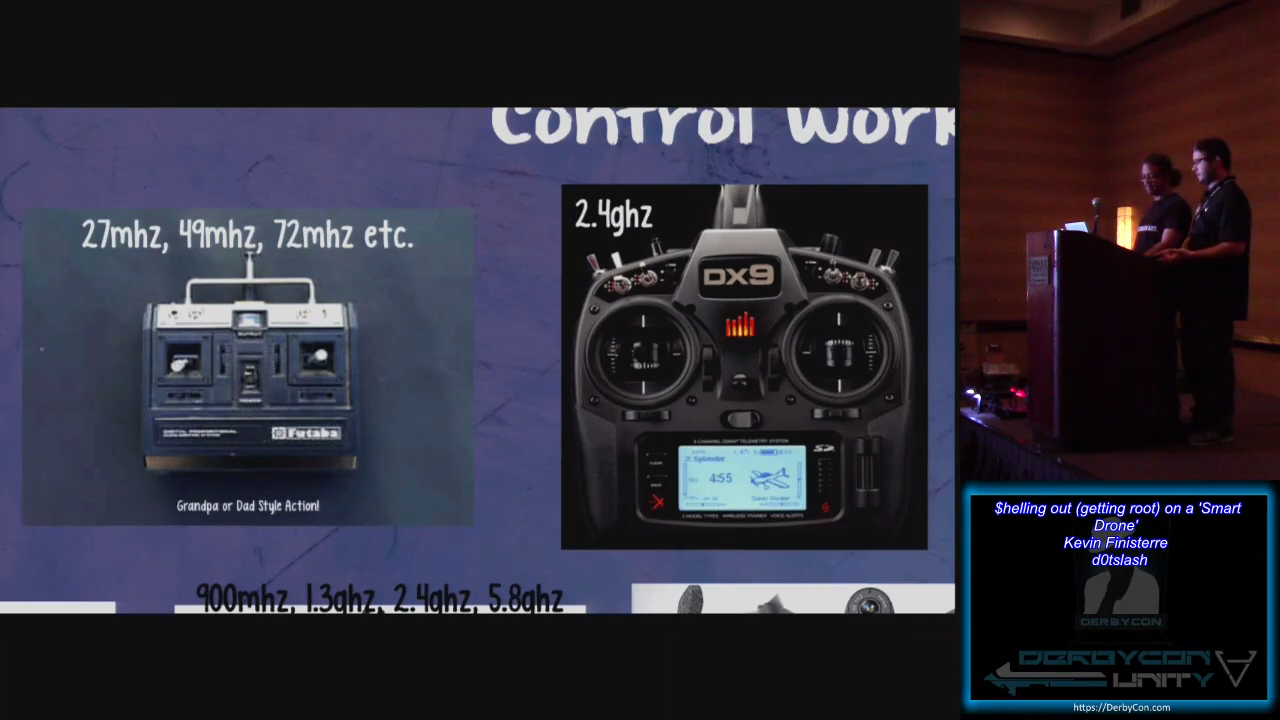 Control Work
27mhz, 49mhz, 72mhz etc.
Futaba
Grandpa or Dad Style Action!
2.4ghz
DX9
Splendor
4:55
900mhz, 1.3ghz, 2.4ghz, 5.8ghz
$helling out (getting root) on a 'Smart
Drone'
Kevin Finisterre
d0tslash
DERBYCON
DERBYCON
UNITY
https://DerbyCon.com